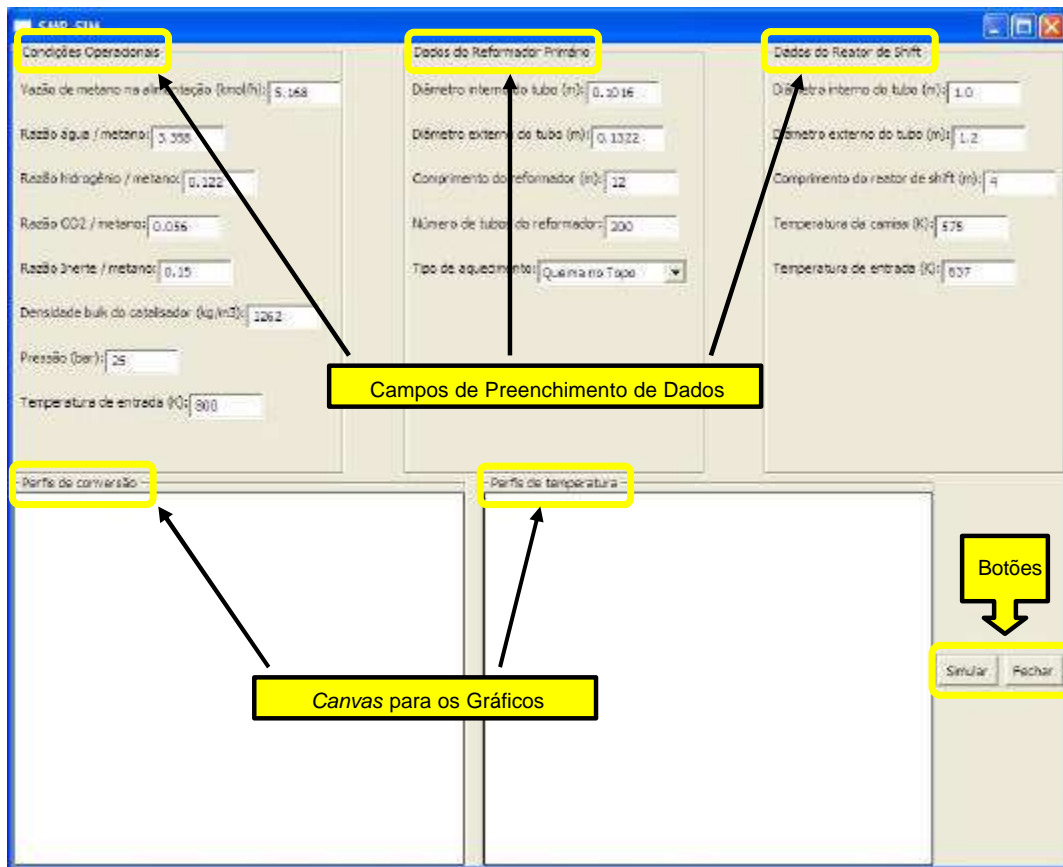 SMR-SIM
Condições Operacionais
Vazão de metano na alimentação (kmol/h): 5.168
Razão água / metano: 3.358
Razão hidrogênio / metano: 0.122
Razão CO2 / metano: 0.056
Razão Inerte / metano: 0.15
Densidade bulk do catalisador (kg/m3): 1262
Pressão (bar): 25
Temperatura de entrada (K): 800
Dados do Reformador Primário
Diâmetro interno do tubo (m): 0.1016
Diâmetro externo do tubo (m): 0.1322
Comprimento do reformador (m): 12
Número de tubos do reformador: 200
Tipo de aquecimento: Queima no Topo
Dados do Reator de Shift
Diâmetro interno do tubo (m): 1.0
Diâmetro externo do tubo (m): 1.2
Comprimento do reator de shift (m): 4
Temperatura da camisa (K): 575
Temperatura de entrada (K): 637
Campos de Preenchimento de Dados
Perfis de conversão
Perfis de temperatura
Canvas para os Gráficos
Botões
Simular
Fechar